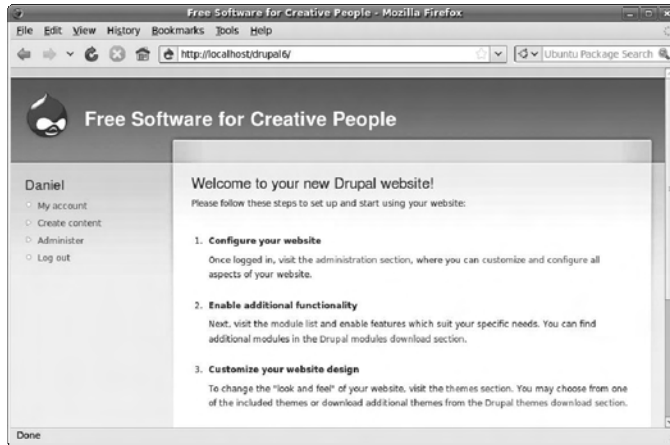 Free Software for Creative People - Mozilla Firefox
File Edit View History Bookmarks Tools Help
http://localhost/drupal6/
Ubuntu Package Search
Free Software for Creative People
Daniel
My account
Create content
Administer
Log out
Welcome to your new Drupal website!
Please follow these steps to set up and start using your website:
1. Configure your website
Once logged in, visit the administration section, where you can customize and configure all
aspects of your website.
2. Enable additional functionality
Next, visit the module list and enable features which suit your specific needs. You can find
additional modules in the Drupal modules download section.
3. Customize your website design
To change the "look and feel" of your website, visit the themes section. You may choose from one
of the included themes or download additional themes from the Drupal themes download section.
Done